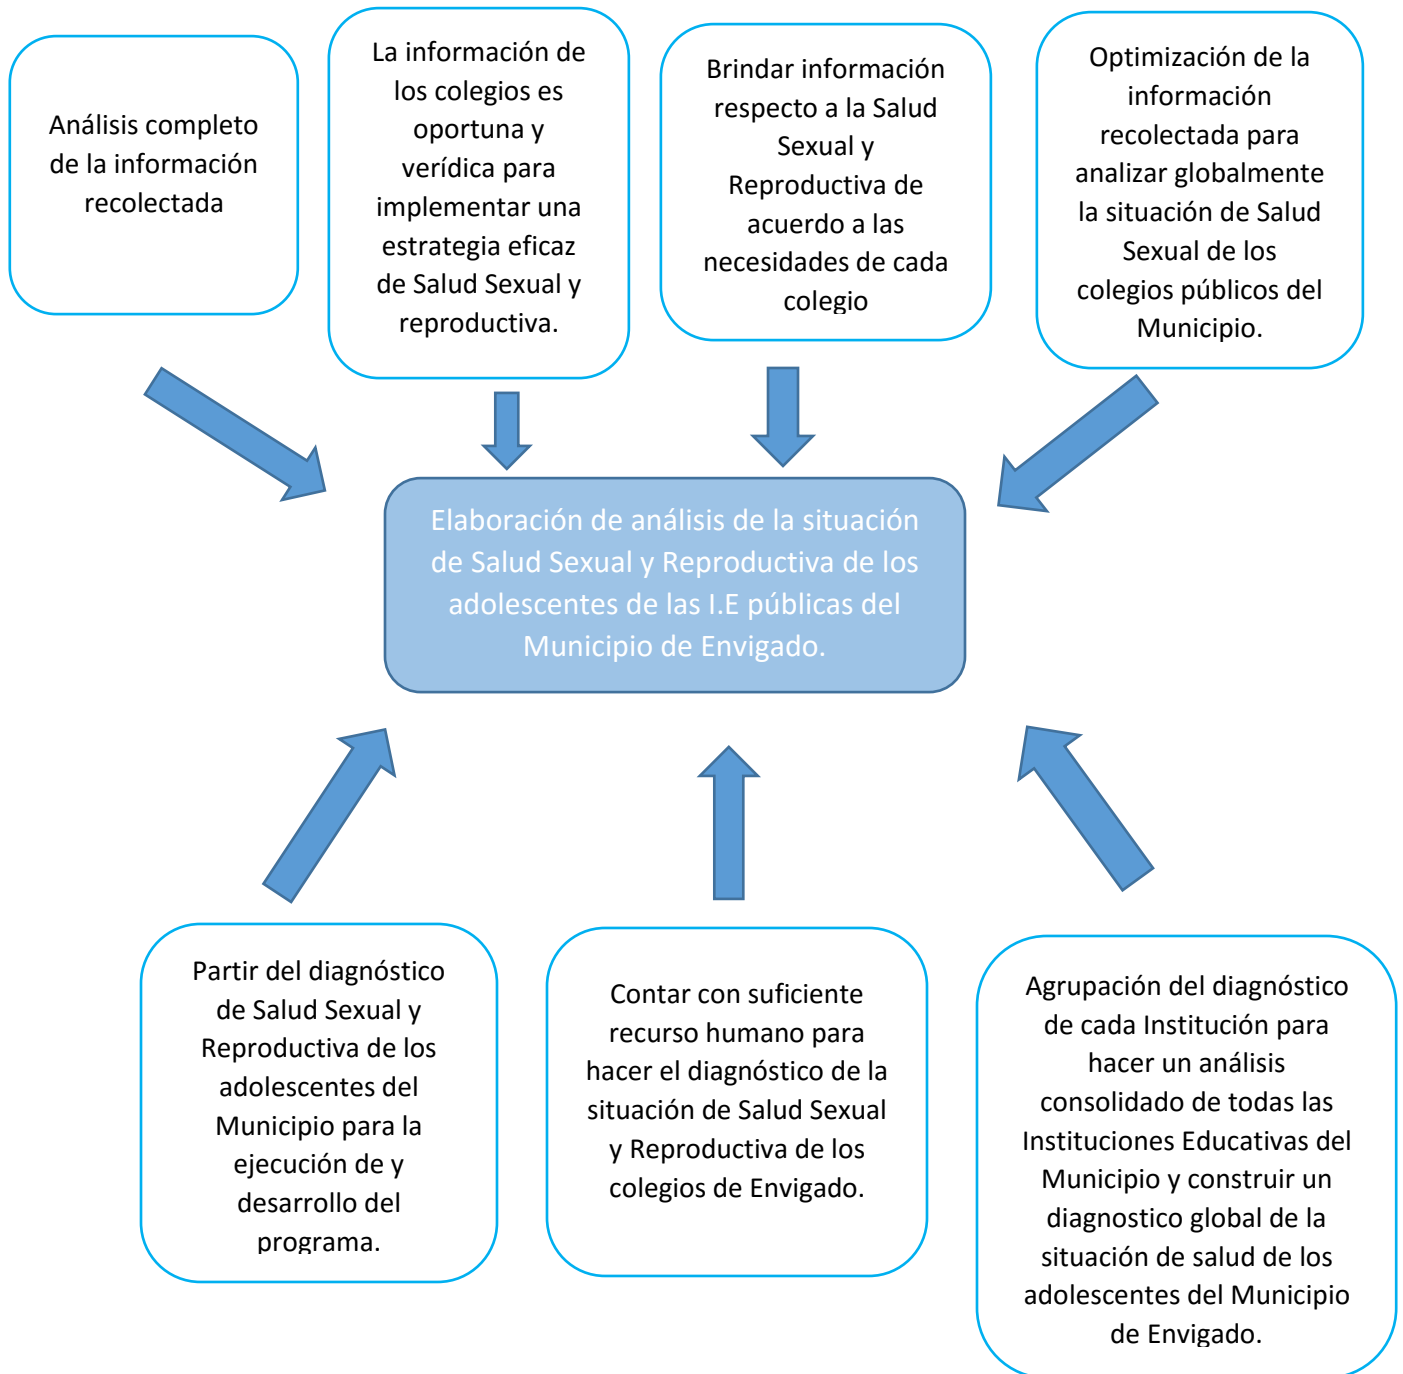 Análisis completo
de la información
recolectada
La información de
los colegios es
oportuna y
verídica para
implementar una
estrategia eficaz
de Salud Sexual y
reproductiva.
Brindar información
respecto a la Salud
Sexual y
Reproductiva de
acuerdo a las
necesidades de cada
colegio
Optimización de la
información
recolectada para
analizar globalmente
la situación de Salud
Sexual de los
colegios públicos del
Municipio.
Elaboración de análisis de la situación
de Salud Sexual y Reproductiva de los
adolescentes de las I.E públicas del
Municipio de Envigado.
Partir del diagnóstico
de Salud Sexual y
Reproductiva de los
adolescentes del
Municipio para la
ejecución de y
desarrollo del
programa.
Contar con suficiente
recurso humano para
hacer el diagnóstico de la
situación de Salud Sexual
y Reproductiva de los
colegios de Envigado.
Agrupación del diagnóstico
de cada Institución para
hacer un análisis
consolidado de todas las
Instituciones Educativas del
Municipio y construir un
diagnostico global de la
situación de salud de los
adolescentes del Municipio
de Envigado.